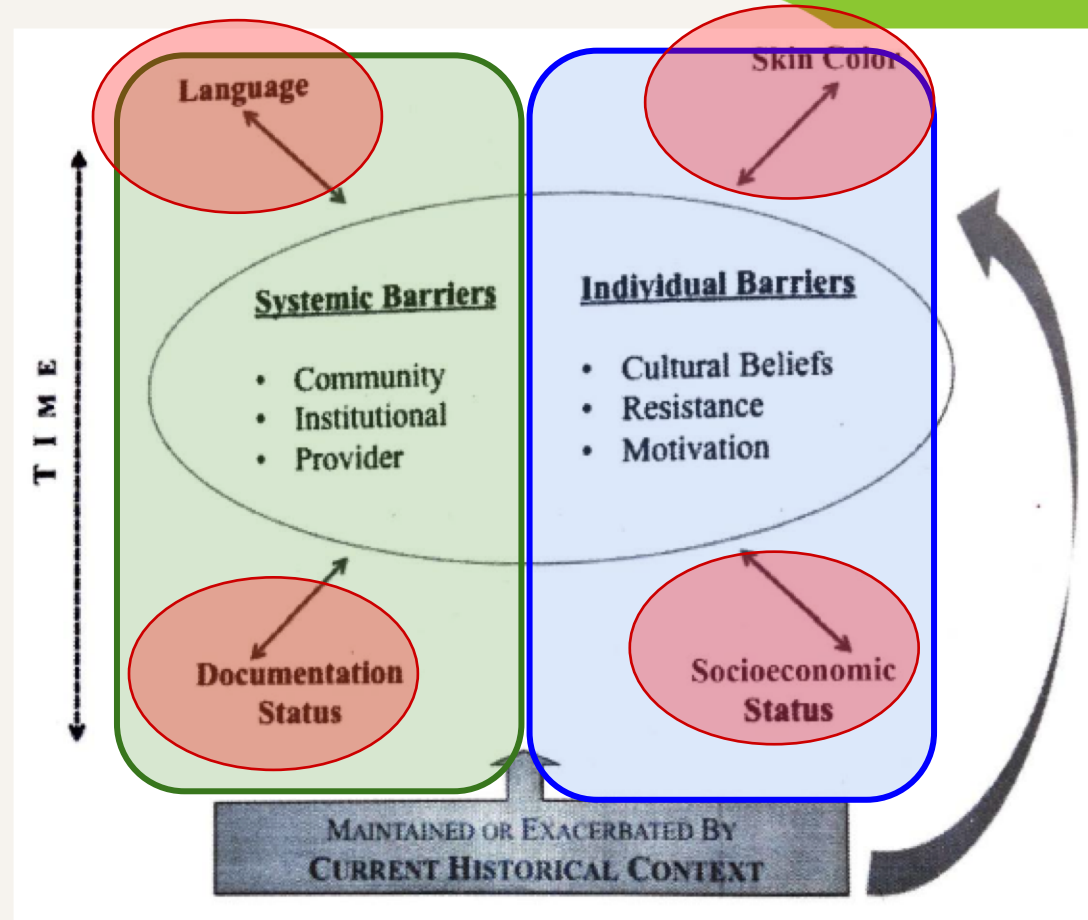 Language
Skin Color
TIME
Systemic Barriers
• Community
• Institutional
• Provider
Individual Barriers
• Cultural Beliefs
• Resistance
• Motivation
Documentation
Status
Socioeconomic
Status
MAINTAINED OR EXACERBATED BY
CURRENT HISTORICAL CONTEXT